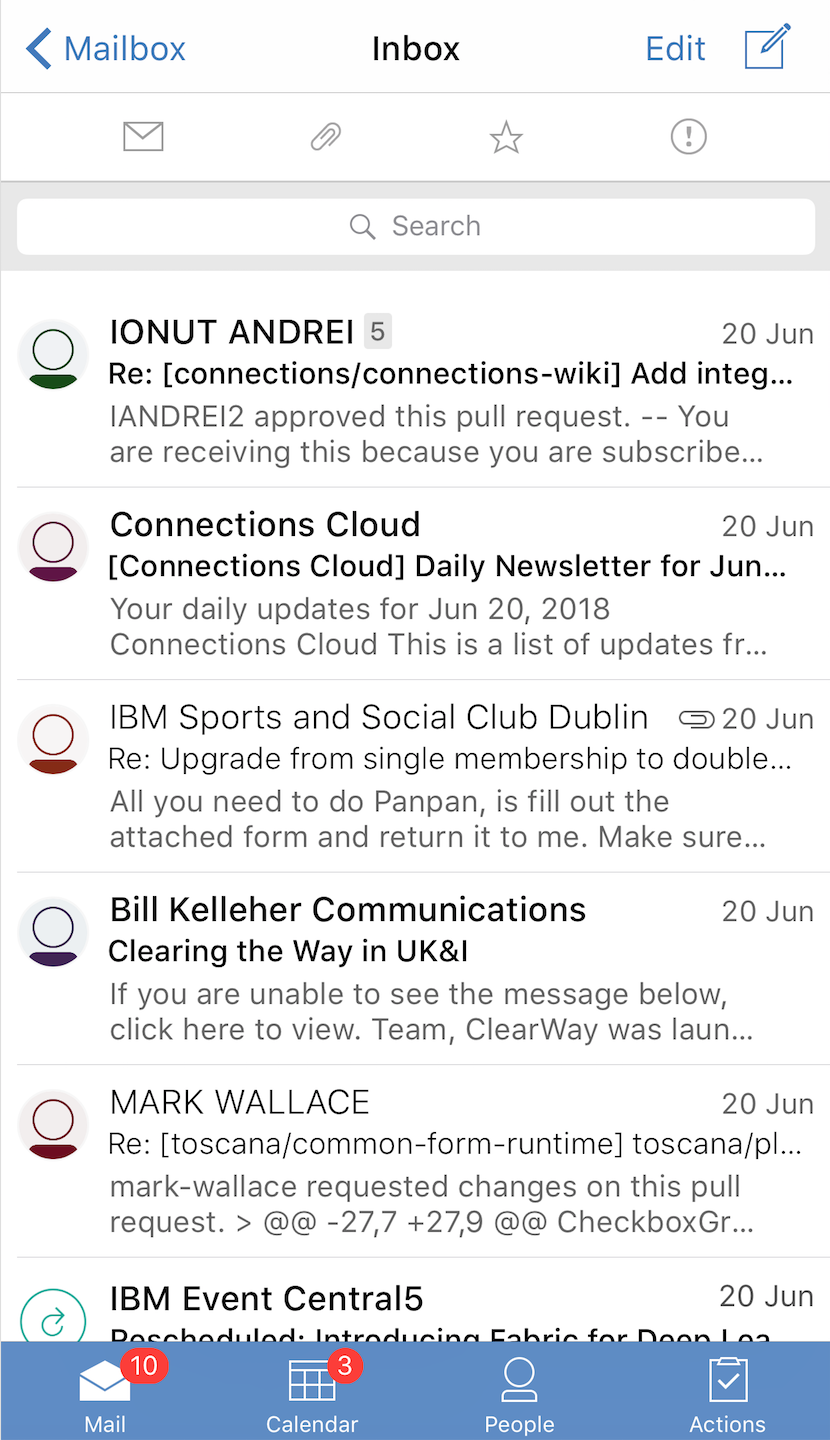 Mailbox Inbox Edit
Search
IONUT ANDREI 5 20 Jun
Re: [connections/connections-wiki] Add integ...
IANDREI2 approved this pull request. -- You
are receiving this because you are subscribe...
Connections Cloud 20 Jun
[Connections Cloud] Daily Newsletter for Jun...
Your daily updates for Jun 20, 2018
Connections Cloud This is a list of updates fr...
IBM Sports and Social Club Dublin 20 Jun
Re: Upgrade from single membership to double...
All you need to do Panpan, is fill out the
attached form and return it to me. Make sure...
Bill Kelleher Communications 20 Jun
Clearing the Way in UK&I
If you are unable to see the message below,
click here to view. Team, ClearWay was laun...
MARK WALLACE 20 Jun
Re: [toscana/common-form-runtime] toscana/pl...
mark-wallace requested changes on this pull
request. > @@ -27,7 +27,9 @@ CheckboxGr...
IBM Event Central5 20 Jun
Rescheduled: Introducing Fabric for Deep Lea
10 3
Mail Calendar People Actions